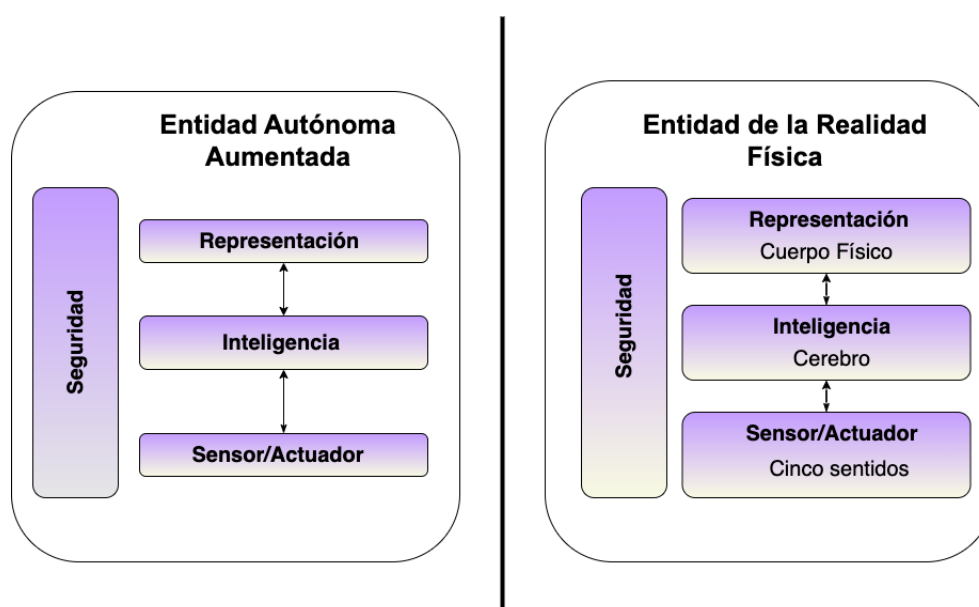 Entidad Autónoma
Aumentada
Seguridad
Representación
Inteligencia
Sensor/Actuador
Entidad de la Realidad
Física
Seguridad
Representación
Cuerpo Físico
Inteligencia
Cerebro
Sensor/Actuador
Cinco sentidos